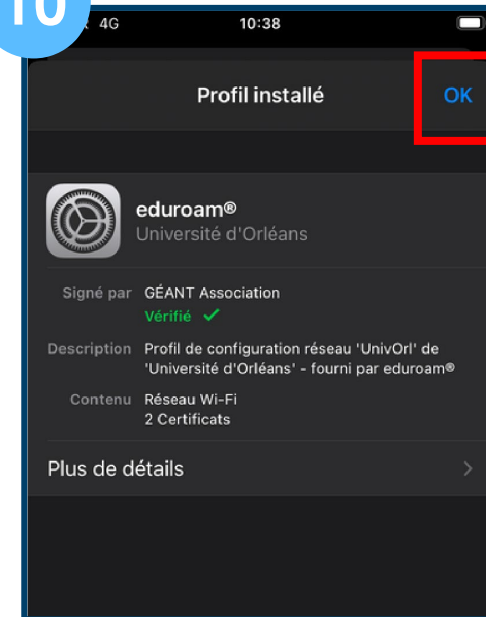 10
4G 10:38
Profil installé OK
eduroam®
Université d'Orléans
Signé par GÉANT Association
Vérifié ✓
Description Profil de configuration réseau 'UnivOrl' de
'Université d'Orléans' - fourni par eduroam®
Contenu Réseau Wi-Fi
2 Certificats
Plus de détails